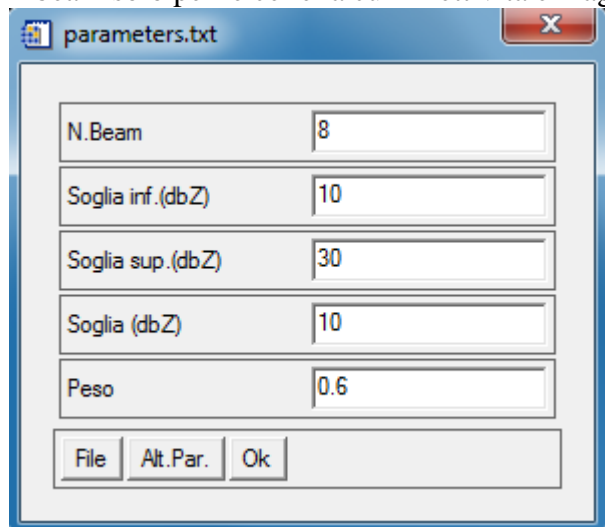 parameters.txt
N.Beam 8
Soglia inf.(dbZ) 10
Soglia sup.(dbZ) 30
Soglia (dbZ) 10
Peso 0.6
File Alt.Par. Ok